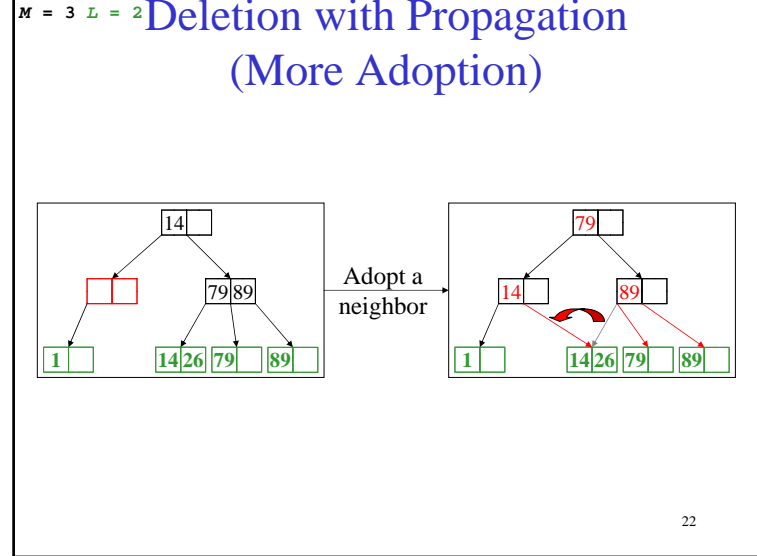 M = 3 L = 2
Deletion with Propagation
(More Adoption)
14
79 89
1
14 26
79
89
Adopt a
neighbor
79
14
89
1
14 26
79
89
22